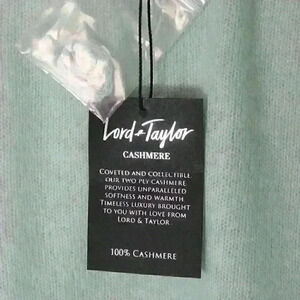 Lord & Taylor
CASHMERE
COVETED AND COLLECTIBLE
OUR TWO PLY CASHMERE
PROVIDES UNPARALLELED
SOFTNESS AND WARMTH
TIMELESS LUXURY BROUGHT
TO YOU WITH LOVE FROM
LORD & TAYLOR
100% CASHMERE